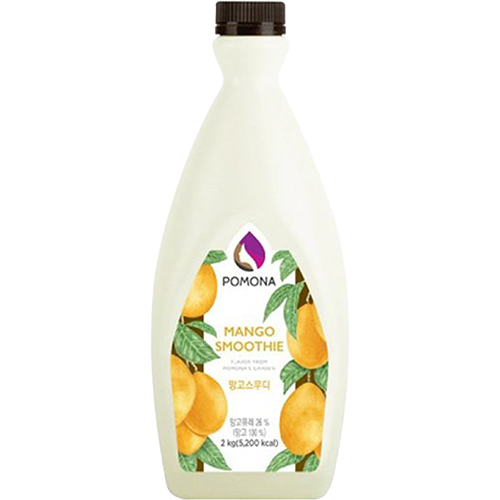 POMONA
MANGO
SMOOTHIE
FLAVOR FROM
POMONA'S GARDEN
망고스무디
망고퓨레 26 %
(망고 100 %)
2 kg(5,200 kcal)